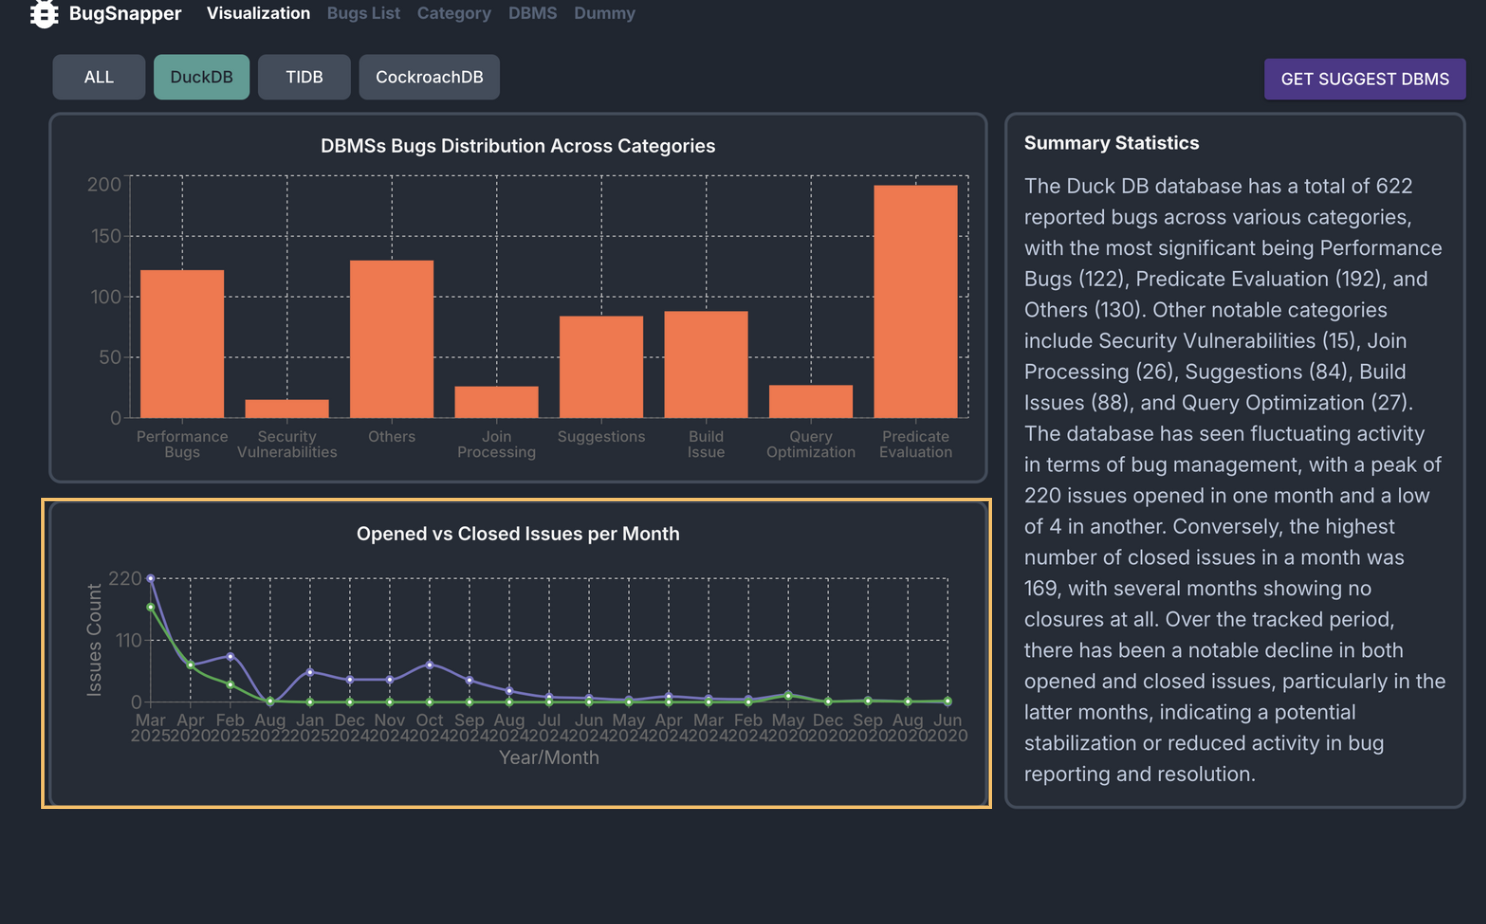 BugSnapper Visualization Bugs List Category DBMS Dummy
ALL DuckDB TIDB CockroachDB
GET SUGGEST DBMS
DBMSs Bugs Distribution Across Categories
200
150
100
50
0
Performance Bugs
Security Vulnerabilities
Others
Join Processing
Suggestions
Build Issue
Query Optimization
Predicate Evaluation
Opened vs Closed Issues per Month
Issues Count
220
110
0
Mar Apr Feb Aug Jan Dec Nov Oct Sep Aug Jul Jun May Apr Mar Feb May Dec Sep Aug Jun
2025 2020 2025 2022 2025 2024 2024 2024 2024 2024 2024 2024 2024 2024 2024 2024 2020 2020 2020 2020 2020
Year/Month
Summary Statistics
The Duck DB database has a total of 622
reported bugs across various categories,
with the most significant being Performance
Bugs (122), Predicate Evaluation (192), and
Others (130). Other notable categories
include Security Vulnerabilities (15), Join
Processing (26), Suggestions (84), Build
Issues (88), and Query Optimization (27).
The database has seen fluctuating activity
in terms of bug management, with a peak of
220 issues opened in one month and a low
of 4 in another. Conversely, the highest
number of closed issues in a month was
169, with several months showing no
closures at all. Over the tracked period,
there has been a notable decline in both
opened and closed issues, particularly in the
latter months, indicating a potential
stabilization or reduced activity in bug
reporting and resolution.